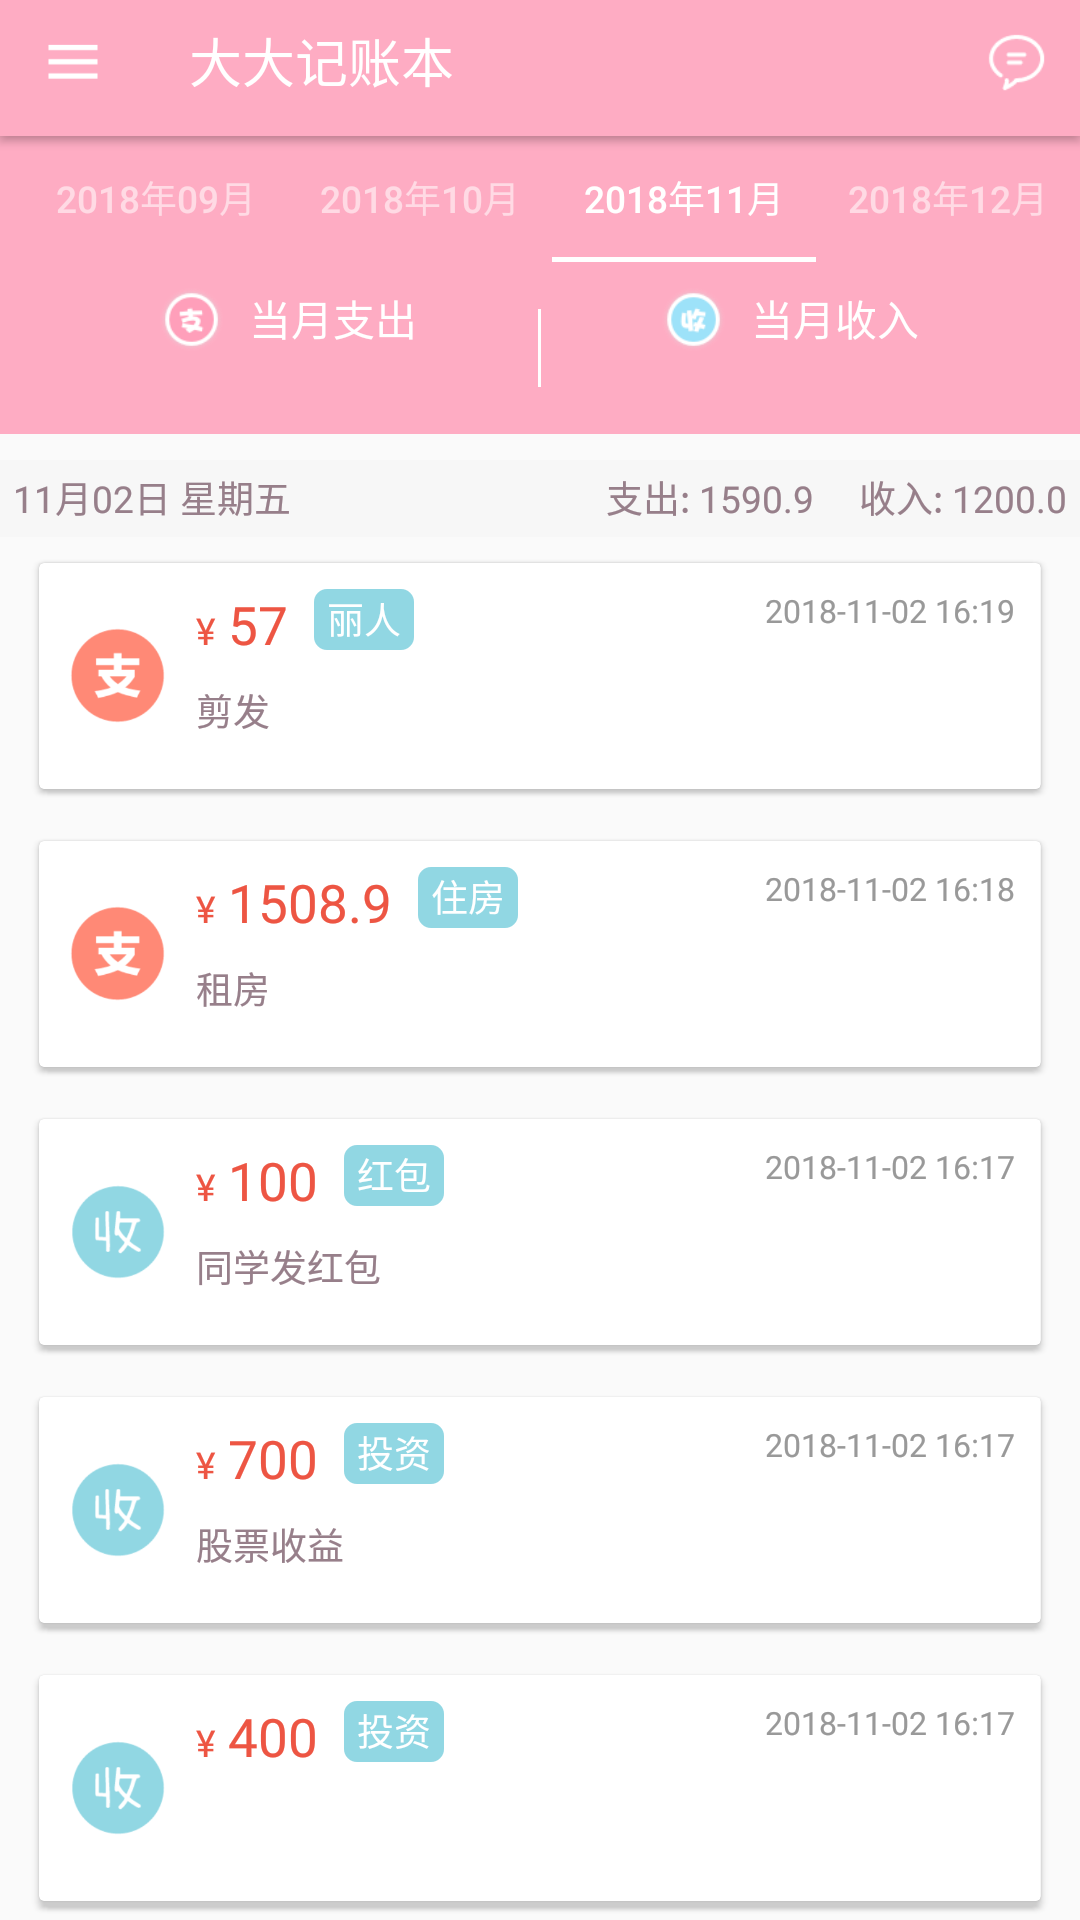 大大记账本
2018年09月 2018年10月 2018年11月 2018年12月
支 当月支出 收 当月收入
11月02日 星期五 支出: 1590.9 收入: 1200.0
支 ¥ 57 丽人 2018-11-02 16:19
剪发
支 ¥ 1508.9 住房 2018-11-02 16:18
租房
收 ¥ 100 红包 2018-11-02 16:17
同学发红包
收 ¥ 700 投资 2018-11-02 16:17
股票收益
收 ¥ 400 投资 2018-11-02 16:17